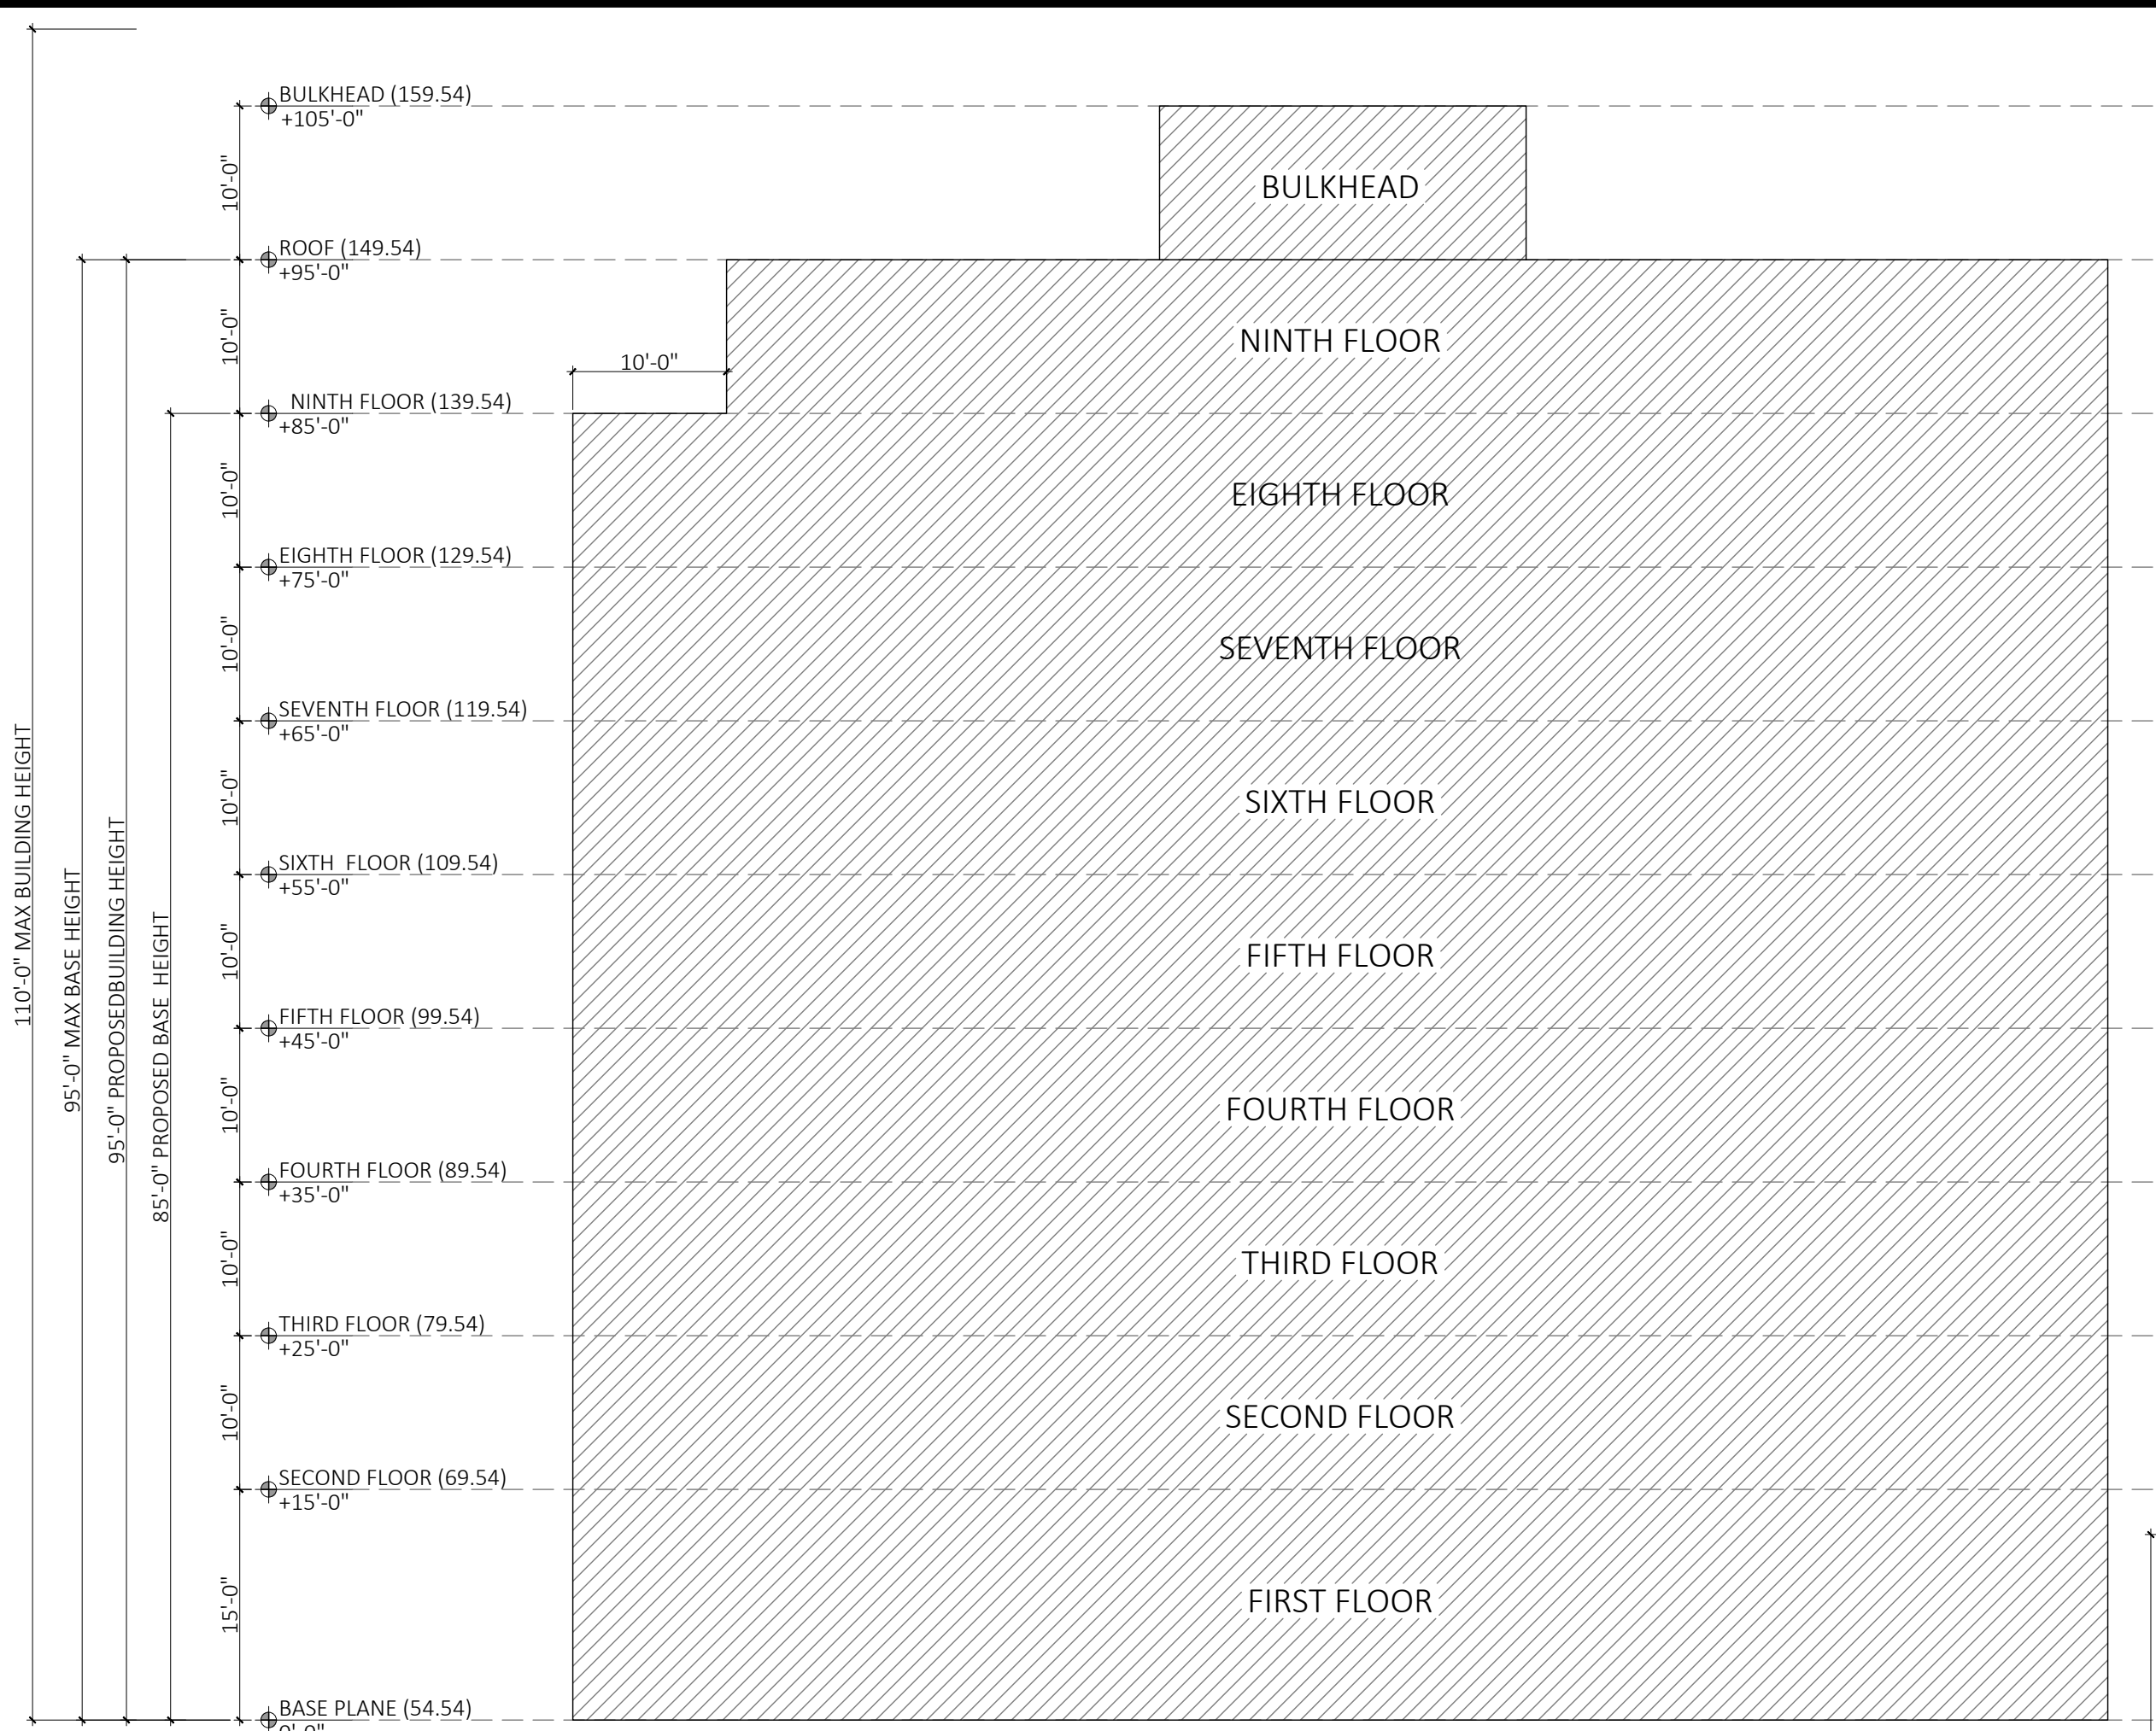 BULKHEAD (159.54)
+105'-0"
10'-0"
BULKHEAD
ROOF (149.54)
+95'-0"
10'-0"
NINTH FLOOR
10'-0"
NINTH FLOOR (139.54)
+85'-0"
10'-0"
EIGHTH FLOOR
EIGHTH FLOOR (129.54)
+75'-0"
10'-0"
SEVENTH FLOOR
SEVENTH FLOOR (119.54)
+65'-0"
10'-0"
SIXTH FLOOR
SIXTH FLOOR (109.54)
+55'-0"
10'-0"
FIFTH FLOOR
FIFTH FLOOR (99.54)
+45'-0"
10'-0"
FOURTH FLOOR
FOURTH FLOOR (89.54)
+35'-0"
10'-0"
THIRD FLOOR
THIRD FLOOR (79.54)
+25'-0"
10'-0"
SECOND FLOOR
SECOND FLOOR (69.54)
+15'-0"
15'-0"
FIRST FLOOR
BASE PLANE (54.54)
0'-0"
110'-0" MAX BUILDING HEIGHT
95'-0" MAX BASE HEIGHT
95'-0" PROPOSEDBUILDING HEIGHT
85'-0" PROPOSED BASE HEIGHT